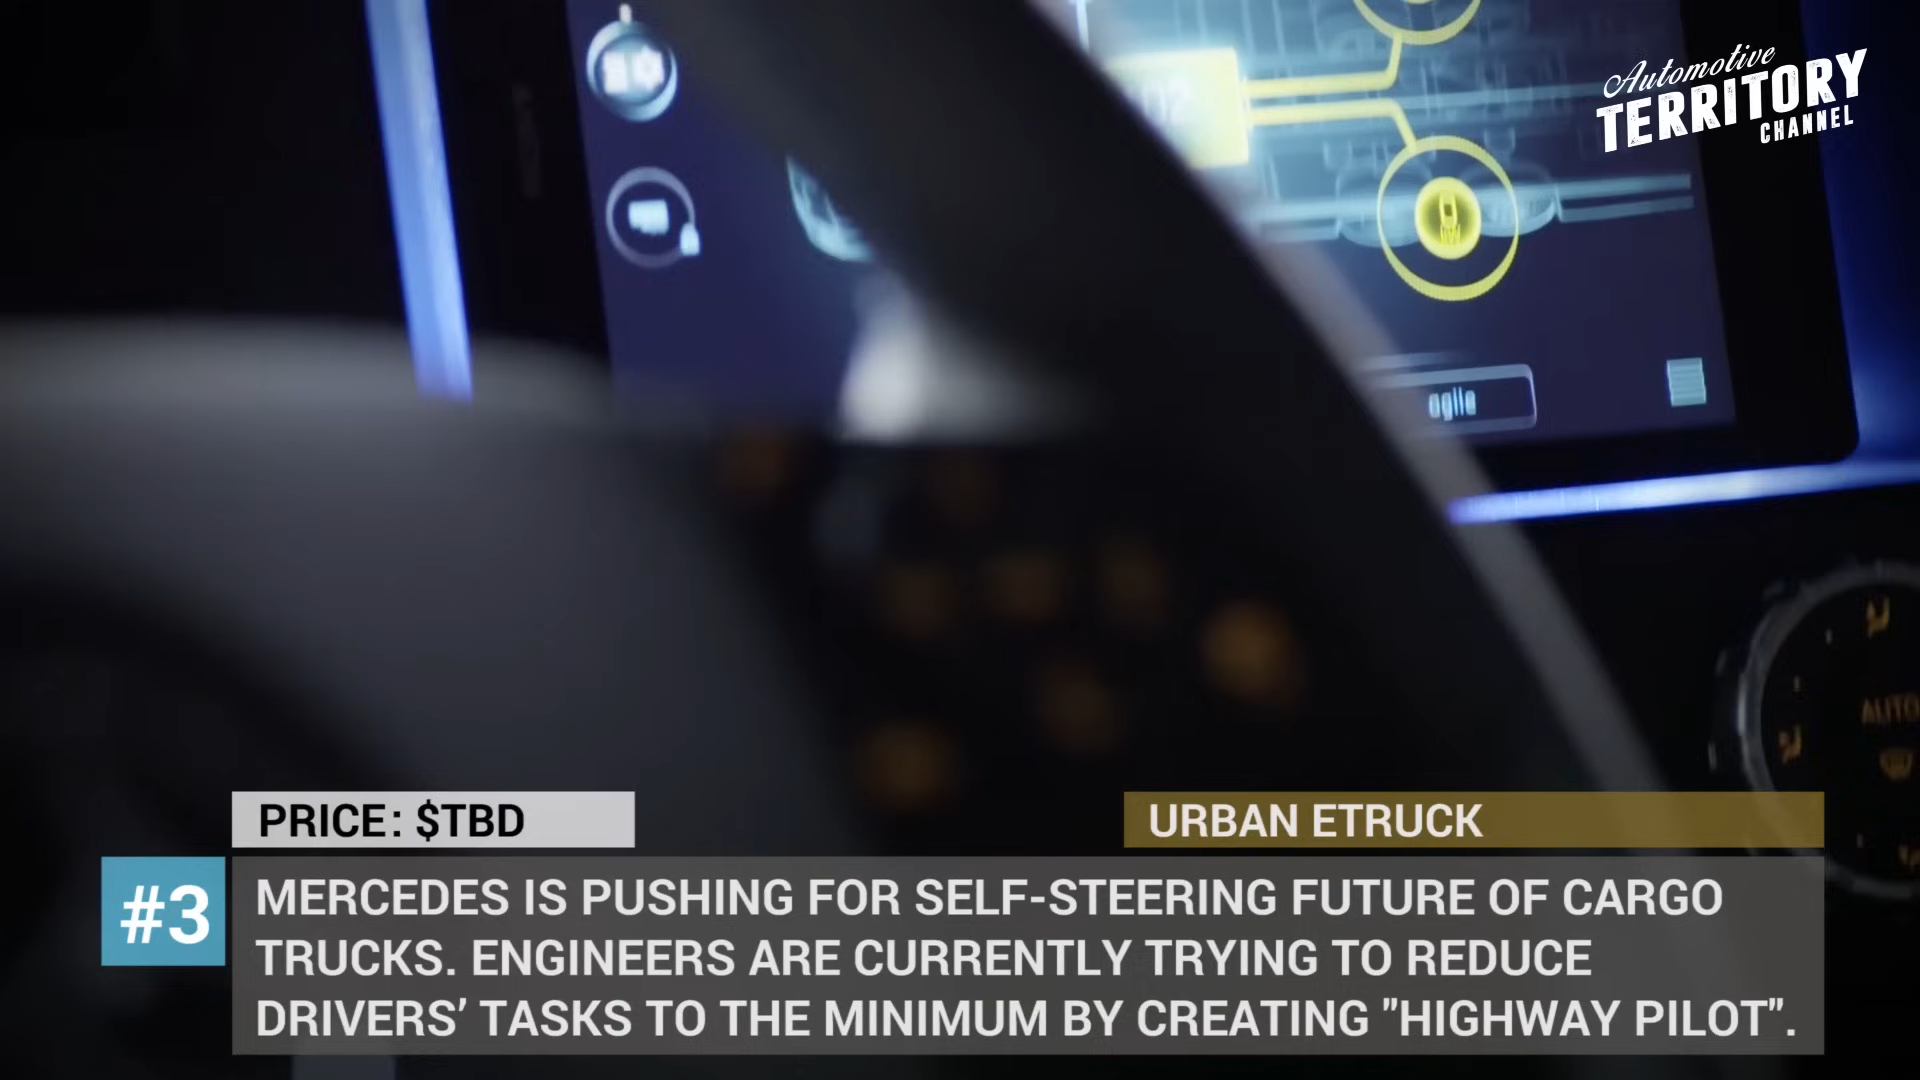 Automotive
TERRITORY
CHANNEL
agile
AUTO
PRICE: $TBD
URBAN ETRUCK
#3
MERCEDES IS PUSHING FOR SELF-STEERING FUTURE OF CARGO
TRUCKS. ENGINEERS ARE CURRENTLY TRYING TO REDUCE
DRIVERS’ TASKS TO THE MINIMUM BY CREATING "HIGHWAY PILOT".